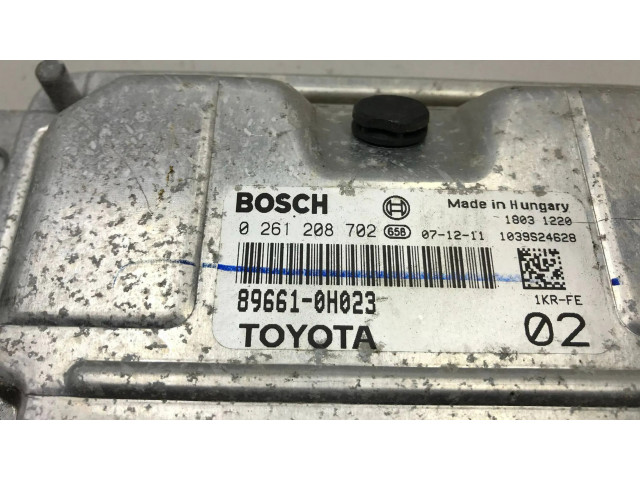 BOSCH Made in Hungary
1803 1220
0 261 208 702 65B 07-12-11 1039S24628
89661-0H023 1KR-FE
TOYOTA 02